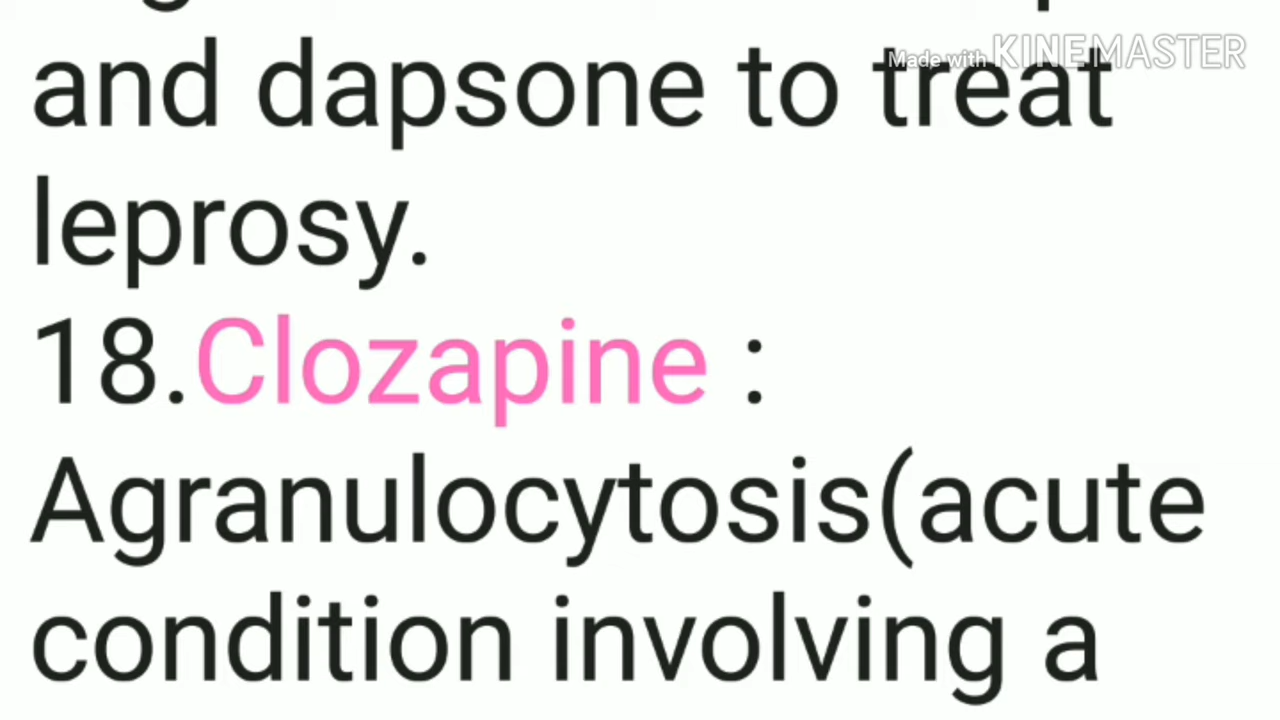 Made with KINEMASTER
and dapsone to treat
leprosy.
18.Clozapine :
Agranulocytosis(acute
condition involving a